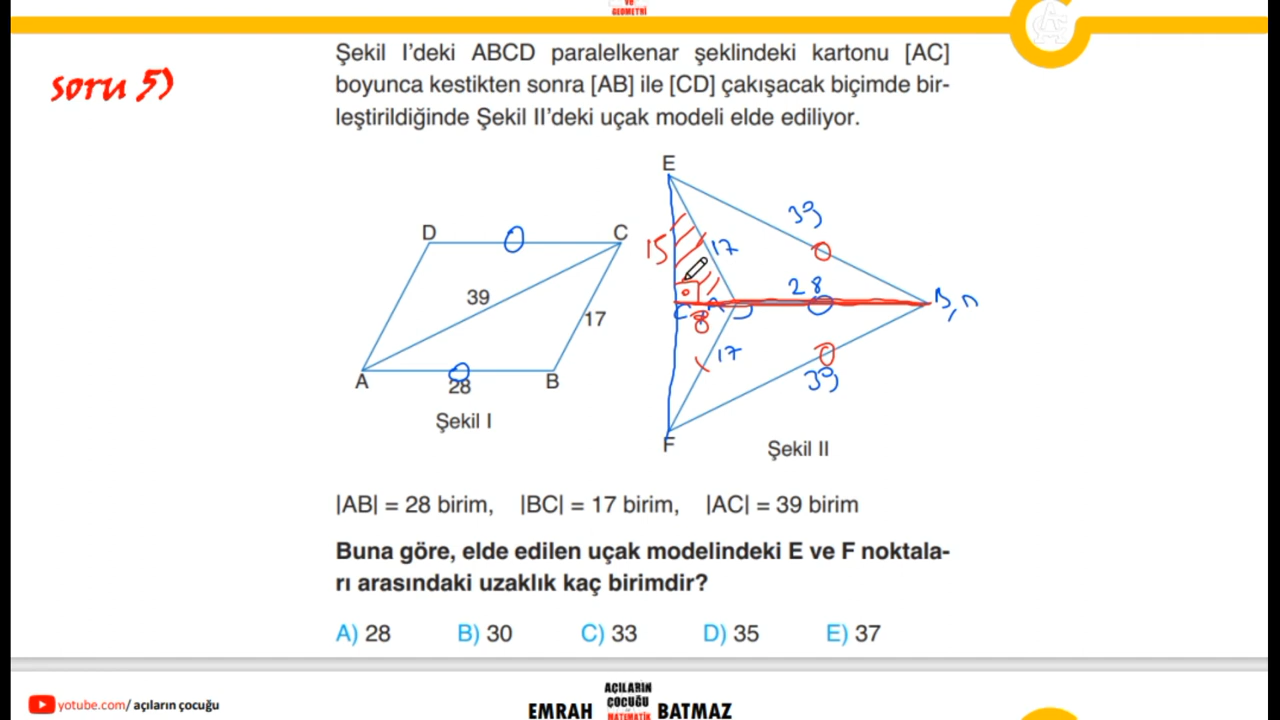 VE
GEOMETRİ
soru 5)
Şekil I'deki ABCD paralelkenar şeklindeki kartonu [AC]
boyunca kestikten sonra [AB] ile [CD] çakışacak biçimde bir-
leştirildiğinde Şekil II'deki uçak modeli elde ediliyor.
D
C
39
17
A
28
B
Şekil I
E
39
15
17
28
8
17
39
F
Şekil II
|AB| = 28 birim, |BC| = 17 birim, |AC| = 39 birim
Buna göre, elde edilen uçak modelindeki E ve F noktala-
rı arasındaki uzaklık kaç birimdir?
A) 28 B) 30 C) 33 D) 35 E) 37
yotube.com/ açıların çocuğu
EMRAH
AÇILARIN
ÇOCUĞU
MATEMATİK
BATMAZ